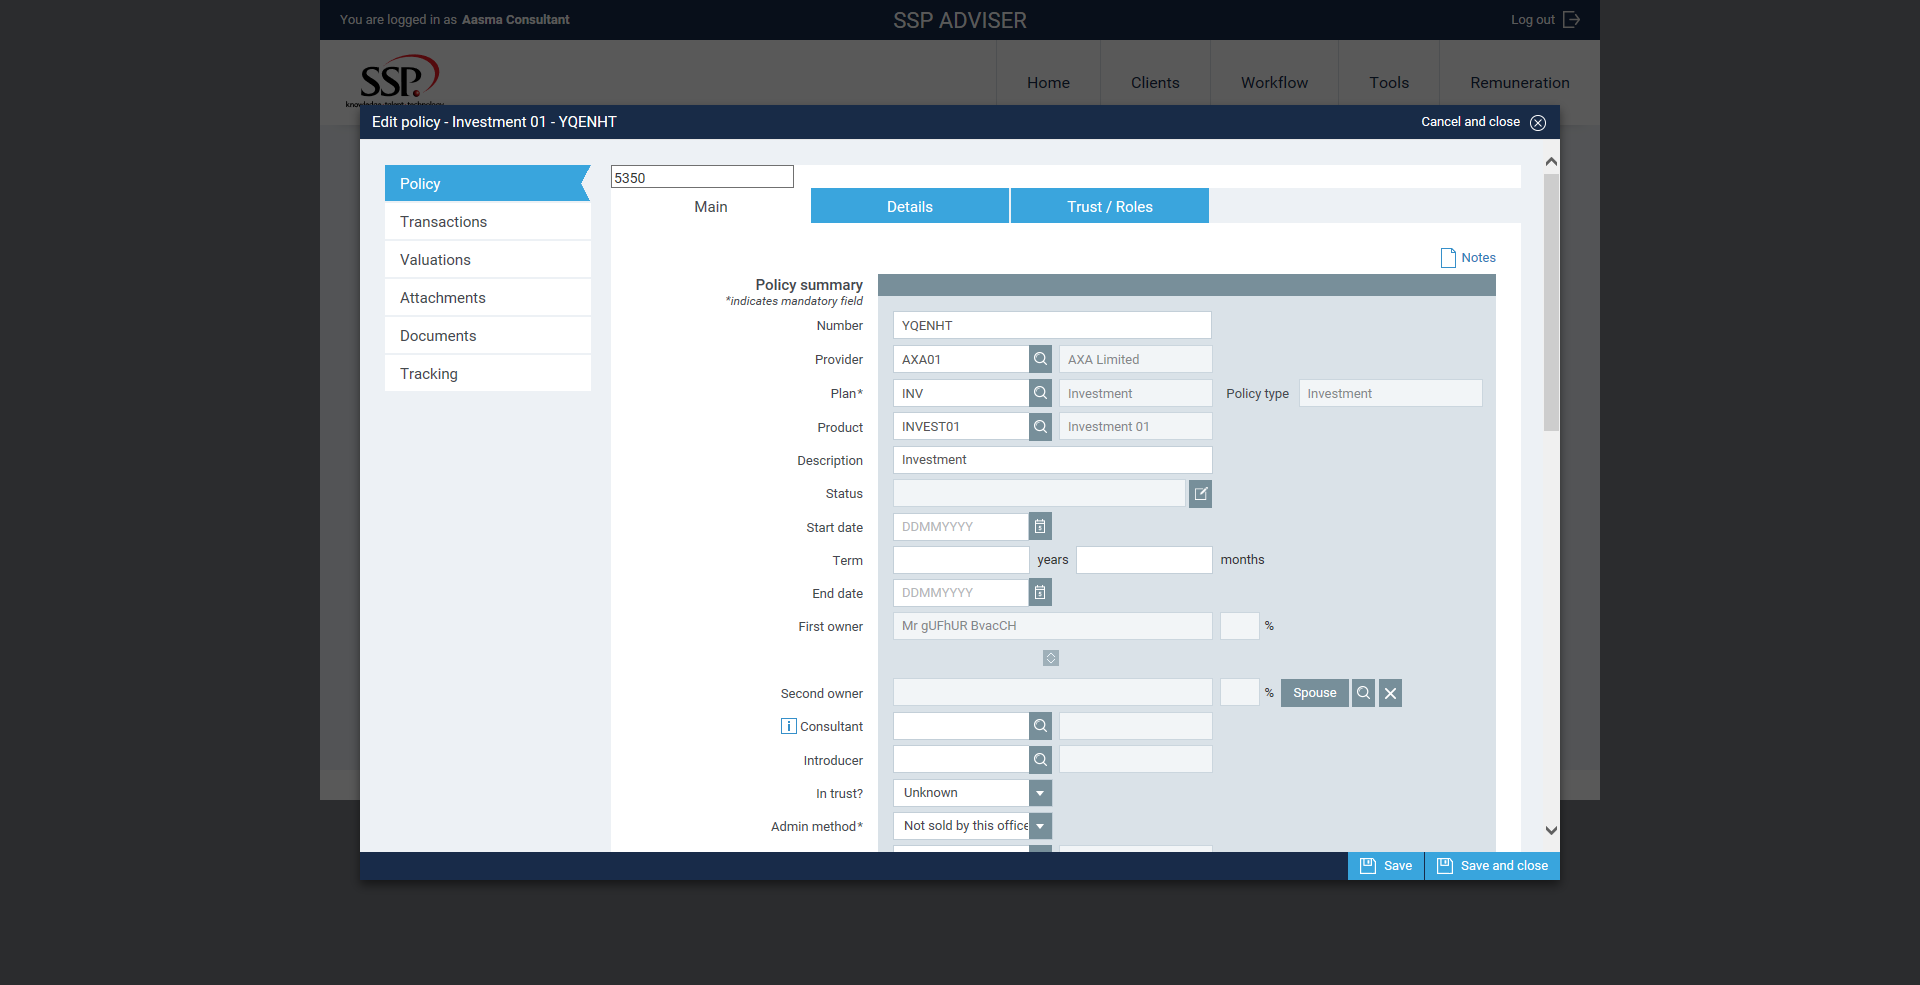 You are logged in as Aasma Consultant
SSP ADVISER
Log out
SSP
knowledge·talent·technology
Home
Clients
Workflow
Tools
Remuneration
Edit policy - Investment 01 - YQENHT
Cancel and close
Policy
Transactions
Valuations
Attachments
Documents
Tracking
5350
Main
Details
Trust / Roles
Notes
Policy summary
*indicates mandatory field
Number YQENHT
Provider AXA01 AXA Limited
Plan* INV Investment Policy type Investment
Product INVEST01 Investment 01
Description Investment
Status
Start date DDMMYYYY
Term years months
End date DDMMYYYY
First owner Mr gUFhUR BvacCH %
Second owner % Spouse
i Consultant
Introducer
In trust? Unknown
Admin method* Not sold by this office
Save
Save and close